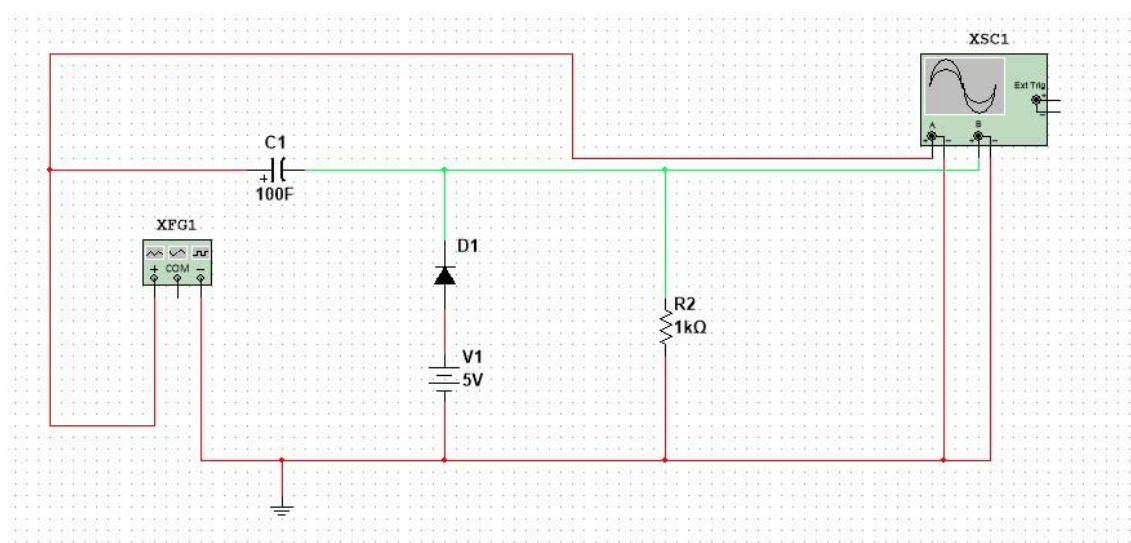 XSC1
Ext Trig
+
−
A
B
+ − + −
C1
+
100F
XFG1
+ COM −
D1
R2
1kΩ
V1
5V